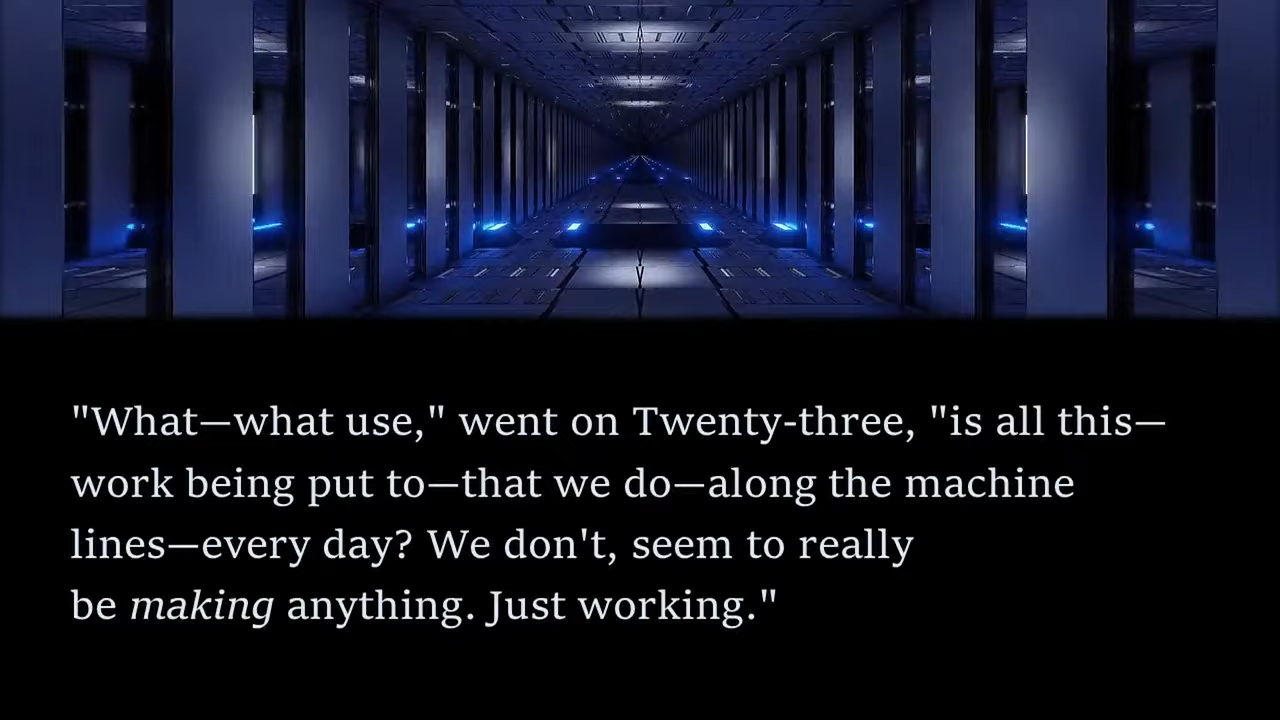 "What—what use," went on Twenty-three, "is all this—
work being put to—that we do—along the machine
lines—every day? We don't, seem to really
be making anything. Just working."